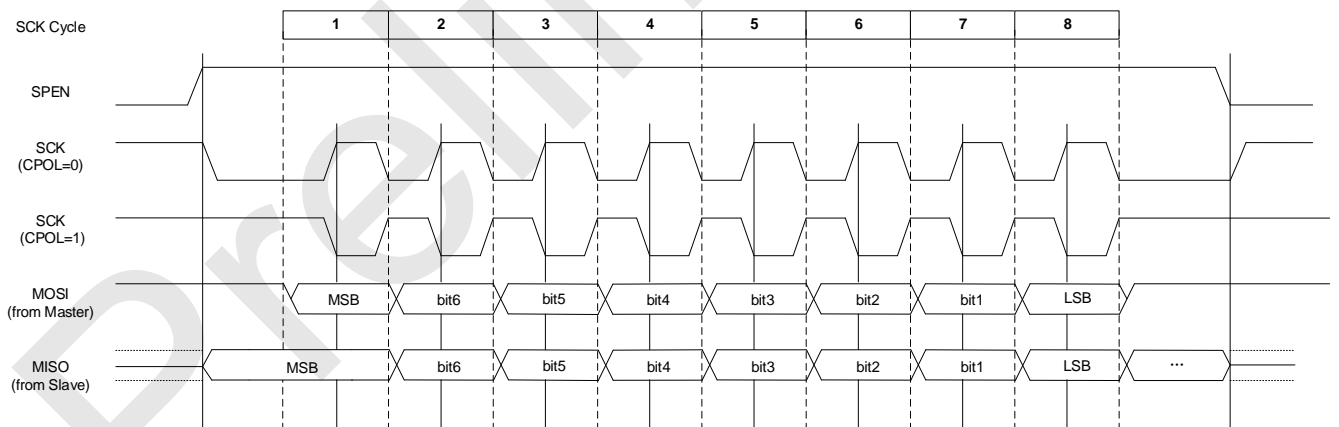 SCK Cycle 1 2 3 4 5 6 7 8
SPEN
SCK
(CPOL=0)
SCK
(CPOL=1)
MOSI
(from Master)
MSB bit6 bit5 bit4 bit3 bit2 bit1 LSB
MISO
(from Slave)
MSB bit6 bit5 bit4 bit3 bit2 bit1 LSB ...